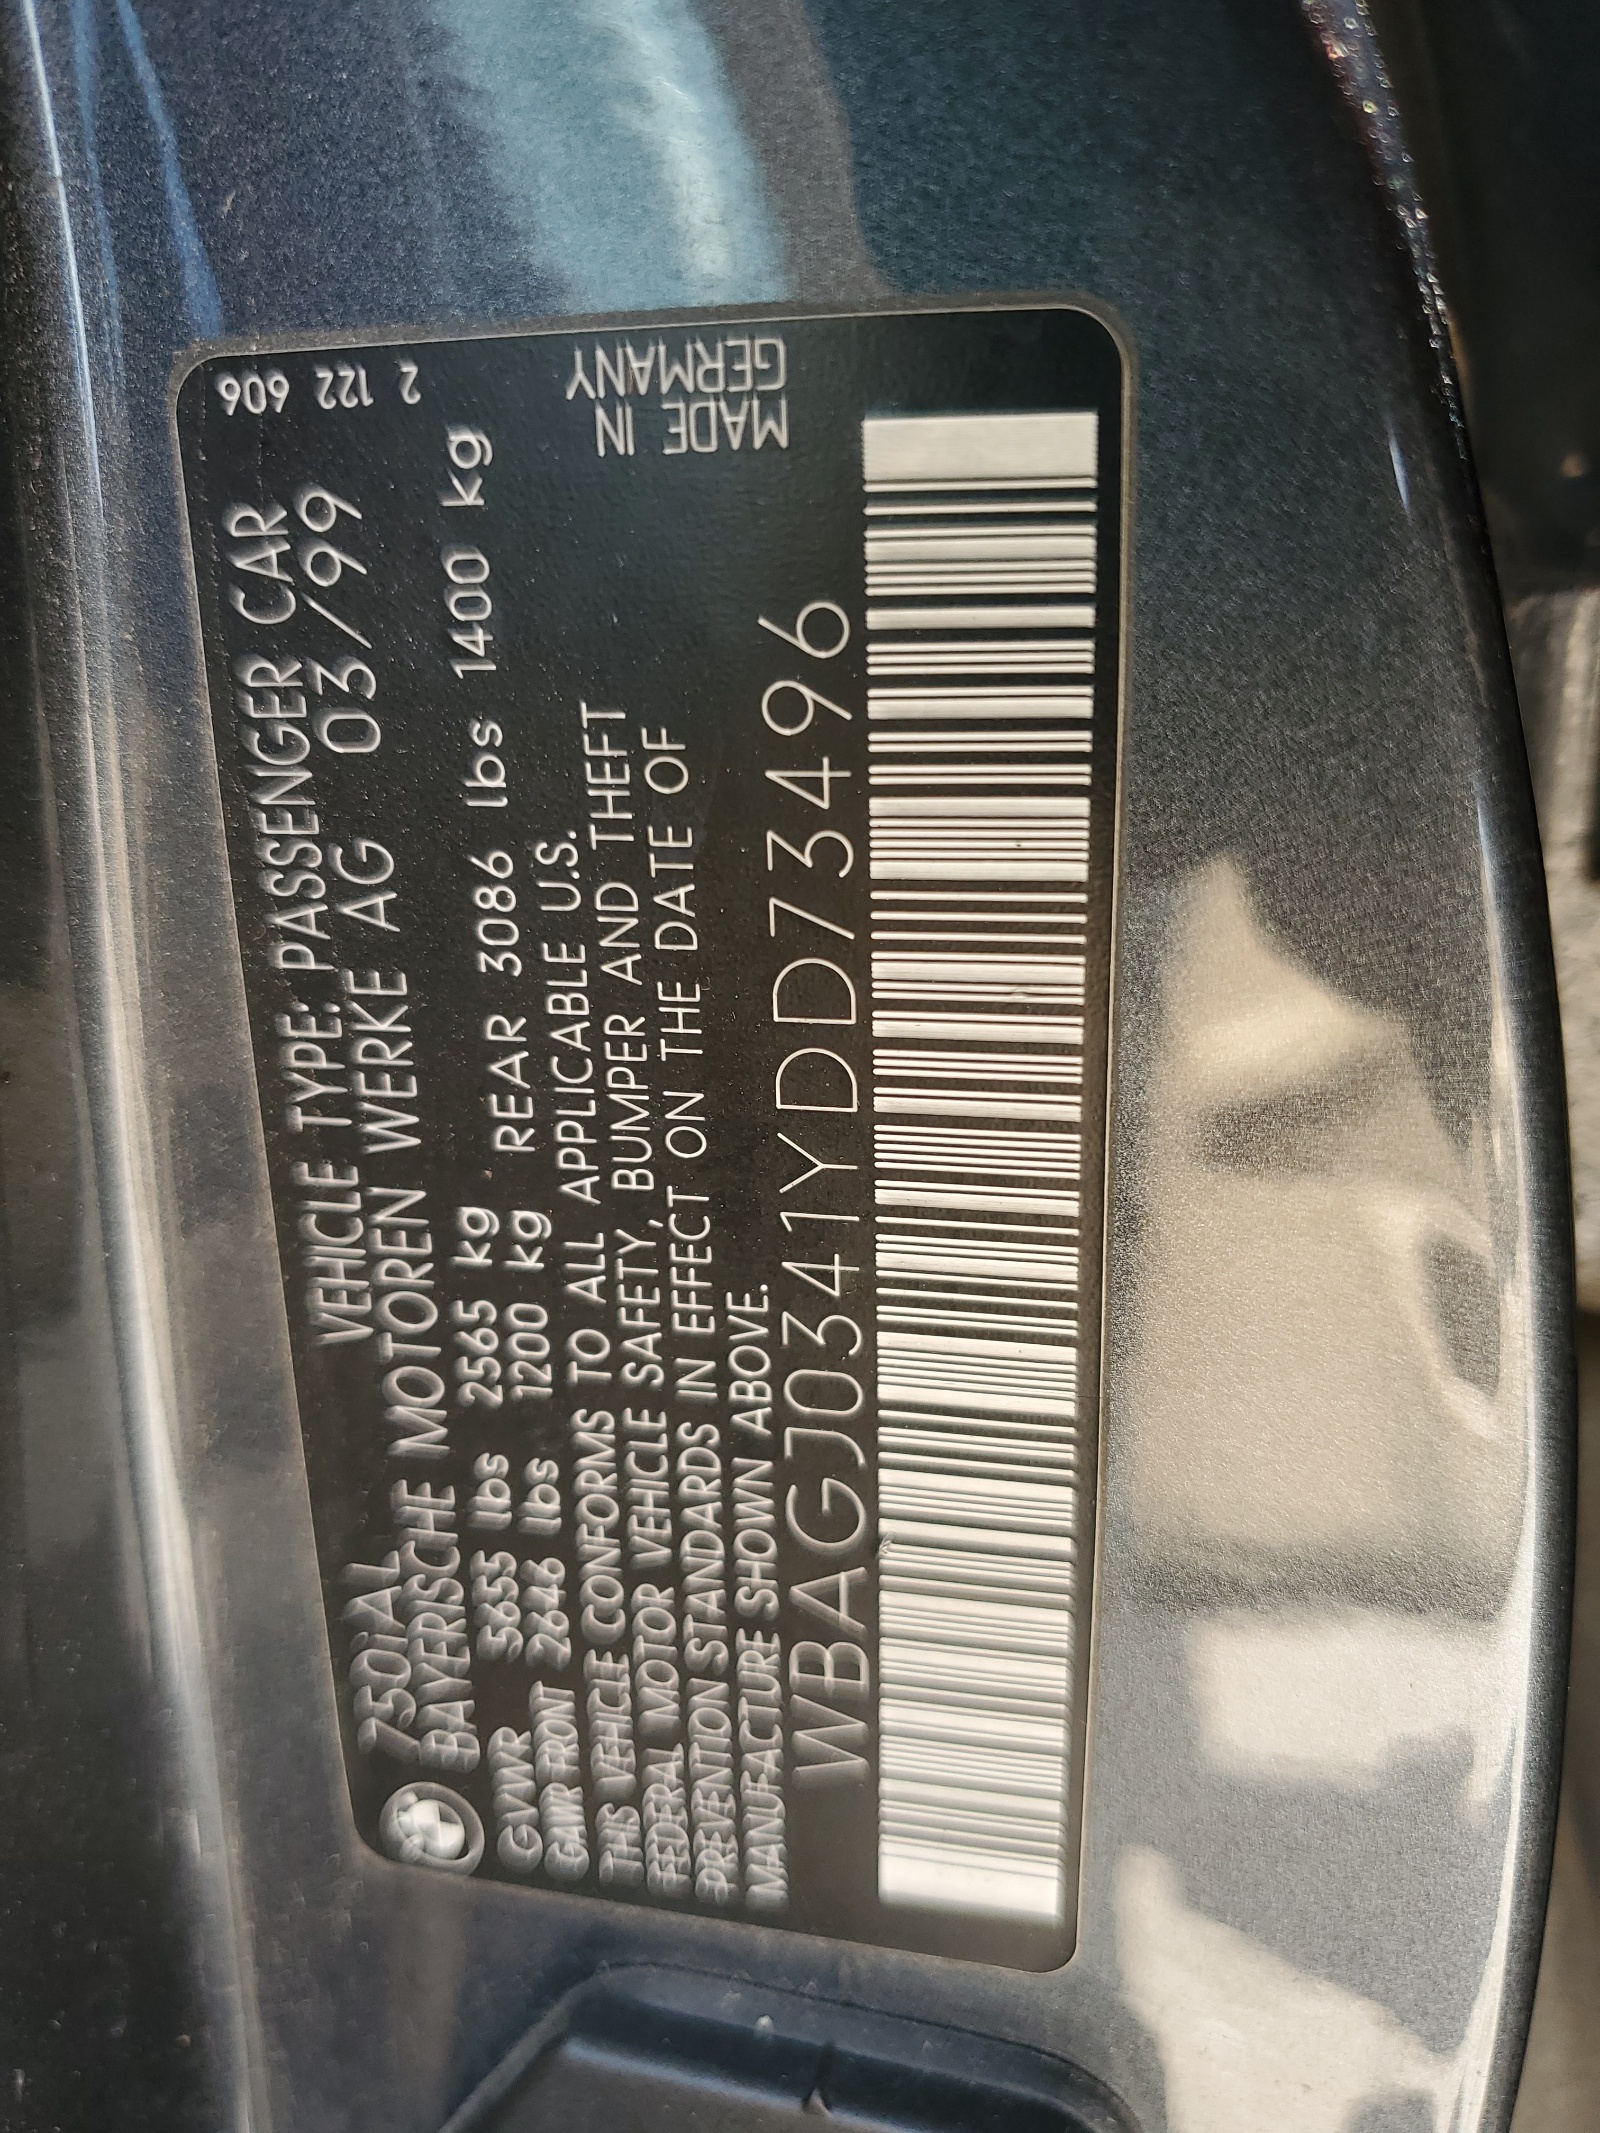 750iAL VEHICLE TYPE: PASSENGER CAR
BAYERISCHE MOTOREN WERKE AG 03/99
GVWR 5655 lbs 2565 kg
GAWR FRONT 2646 lbs 1200 kg REAR 3086 lbs 1400 kg
THIS VEHICLE CONFORMS TO ALL APPLICABLE U.S.
FEDERAL MOTOR VEHICLE SAFETY, BUMPER AND THEFT
PREVENTION STANDARDS IN EFFECT ON THE DATE OF
MANUFACTURE SHOWN ABOVE.
WBAGJ0341YDD73496
2 122 606
MADE IN
GERMANY